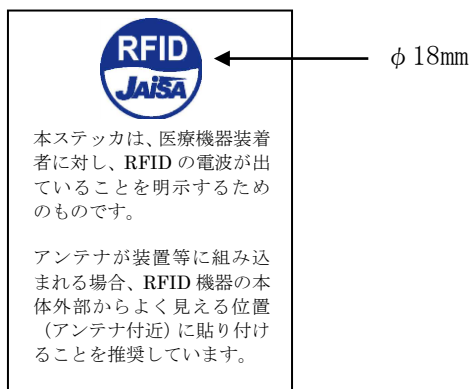 RFID
JAISA
φ18mm
本ステッカは、医療機器装着
者に対し、RFID の電波が出
ていることを明示するため
のものです。
アンテナが装置等に組み込
まれる場合、RFID 機器の本
体外部からよく見える位置
（アンテナ付近）に貼り付け
ることを推奨しています。